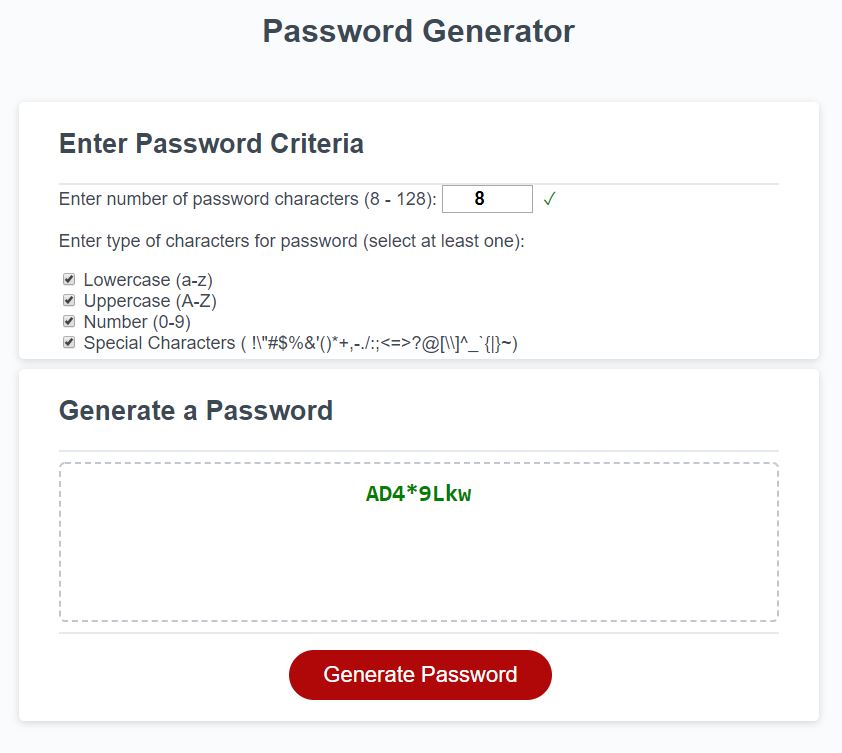 Password Generator
Enter Password Criteria
Enter number of password characters (8 - 128): 8 ✓
Enter type of characters for password (select at least one):
Lowercase (a-z)
Uppercase (A-Z)
Number (0-9)
Special Characters ( !\"#$%&'()*+,-./:;<=>?@[\\]^_`{|}~)
Generate a Password
AD4*9Lkw
Generate Password